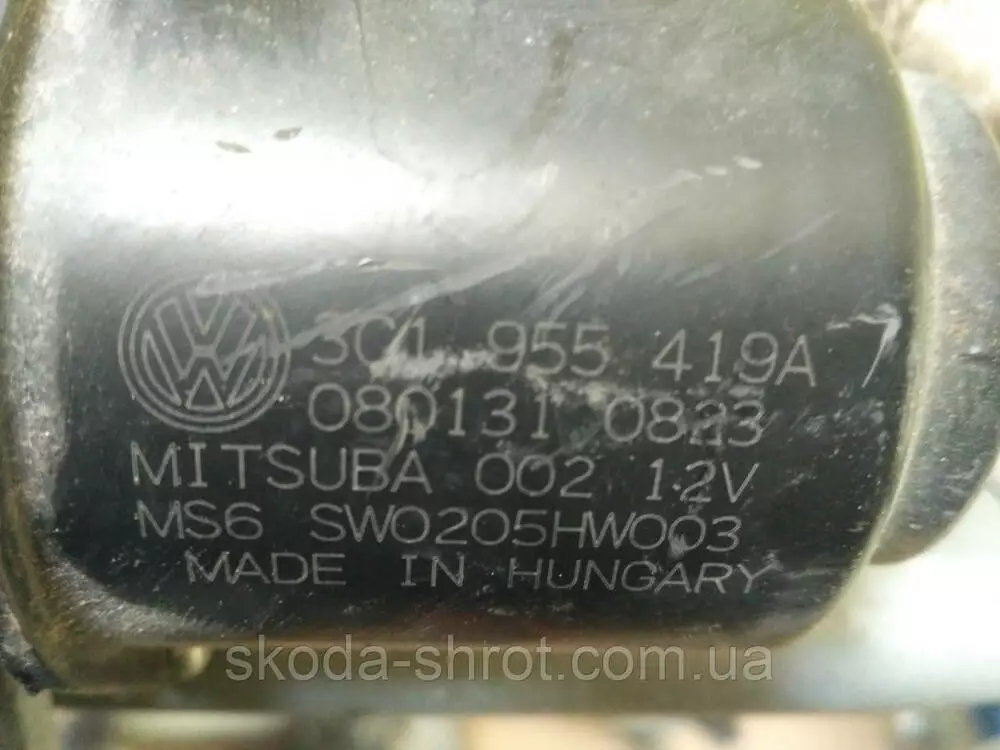 3C1 955 419A
080131 0823
MITSUBA 002 12V
MS6 SW0205HW003
MADE IN HUNGARY
skoda-shrot.com.ua